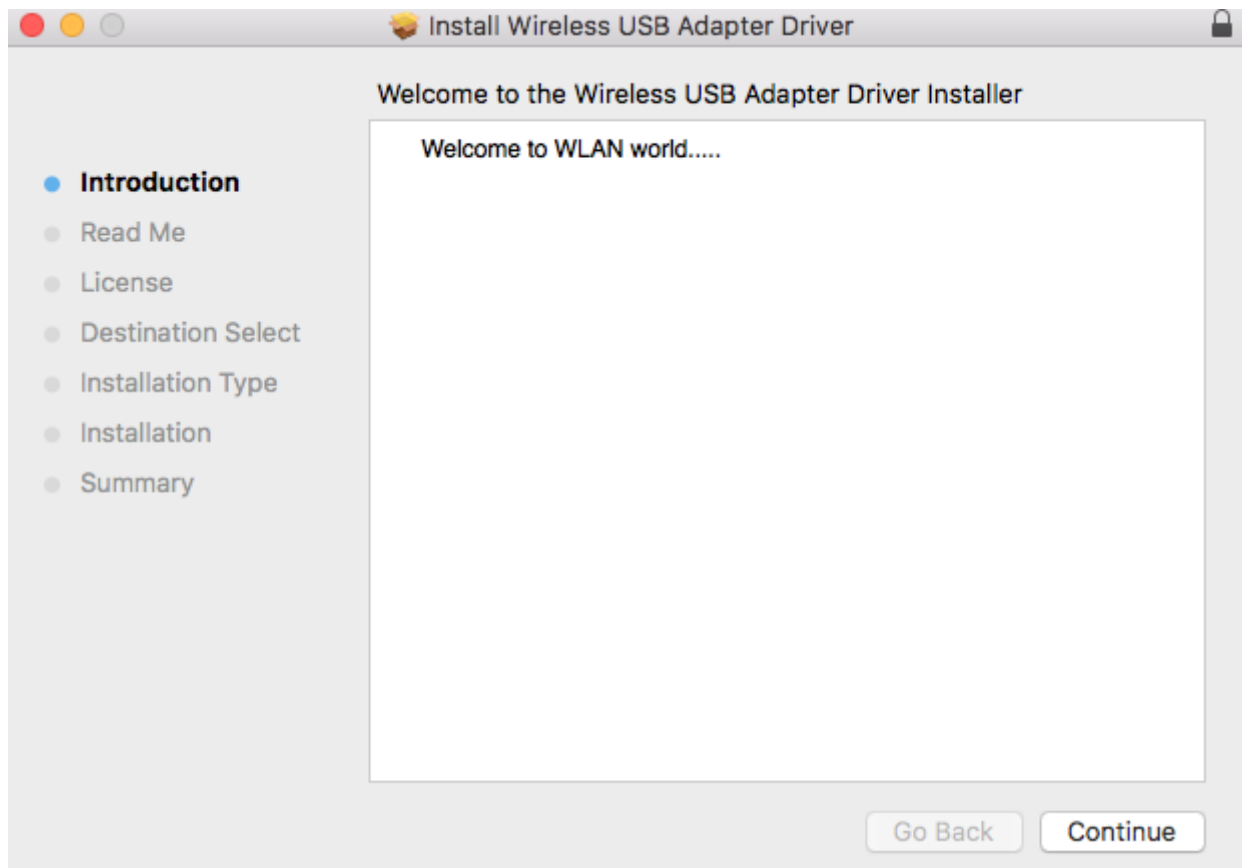 Install Wireless USB Adapter Driver
Welcome to the Wireless USB Adapter Driver Installer
Welcome to WLAN world.....
Introduction
Read Me
License
Destination Select
Installation Type
Installation
Summary
Go Back
Continue